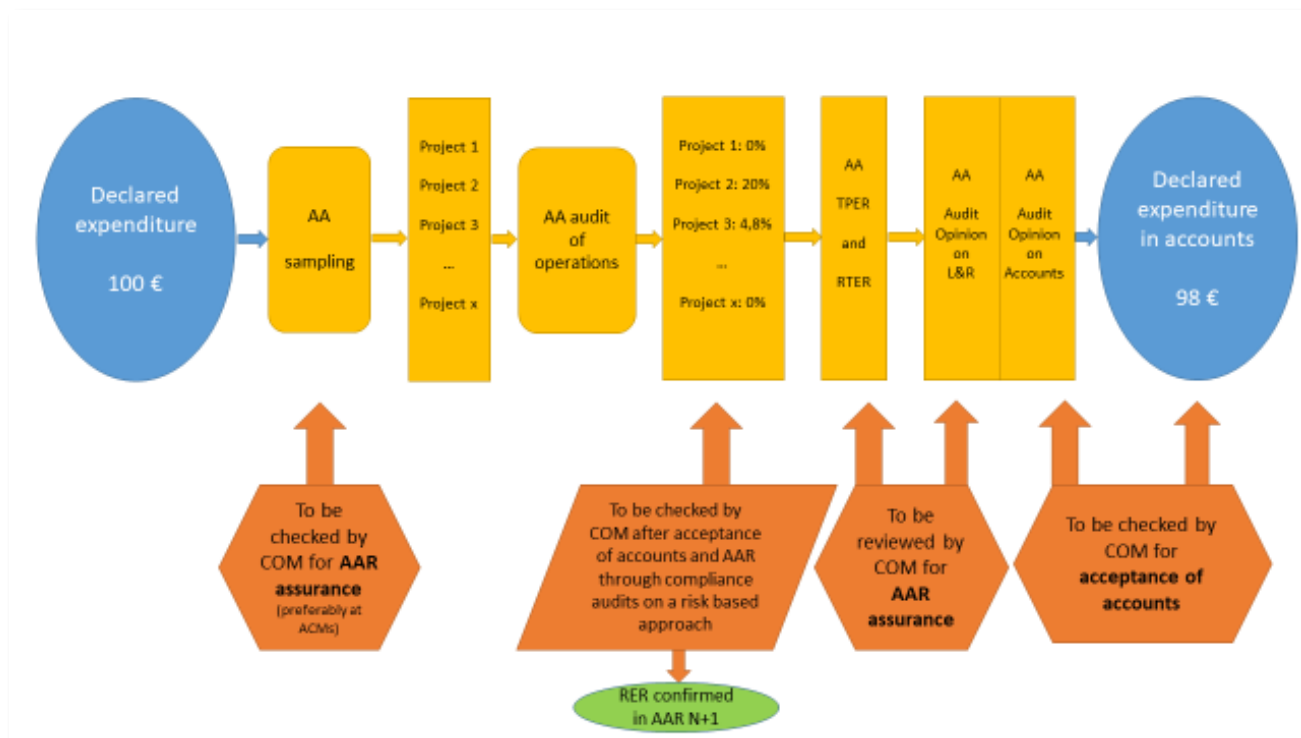 Declared
expenditure
100 €
AA
sampling
Project 1
Project 2
Project 3
...
Project x
AA audit
of
operations
Project 1: 0%
Project 2: 20%
Project 3: 4,8%
...
Project x: 0%
AA
TPER
and
RTER
AA
Audit
Opinion
on
L&R
AA
Audit
Opinion
on
Accounts
Declared
expenditure
in accounts
98 €
To be
checked by
COM for AAR
assurance
(preferably at
ACMs)
To be checked by
COM after acceptance
of accounts and AAR
through compliance
audits on a risk based
approach
To be
reviewed by
COM for
AAR
assurance
To be checked by
COM for
acceptance of
accounts
RER confirmed
in AAR N+1